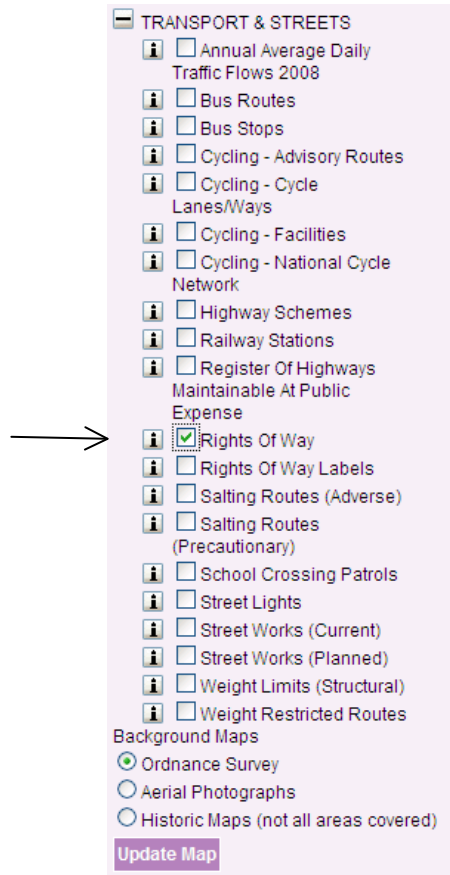 TRANSPORT & STREETS
i Annual Average Daily
Traffic Flows 2008
i Bus Routes
i Bus Stops
i Cycling - Advisory Routes
i Cycling - Cycle
Lanes/Ways
i Cycling - Facilities
i Cycling - National Cycle
Network
i Highway Schemes
i Railway Stations
i Register Of Highways
Maintainable At Public
Expense
i Rights Of Way
i Rights Of Way Labels
i Salting Routes (Adverse)
i Salting Routes
(Precautionary)
i School Crossing Patrols
i Street Lights
i Street Works (Current)
i Street Works (Planned)
i Weight Limits (Structural)
i Weight Restricted Routes
Background Maps
Ordnance Survey
Aerial Photographs
Historic Maps (not all areas covered)
Update Map